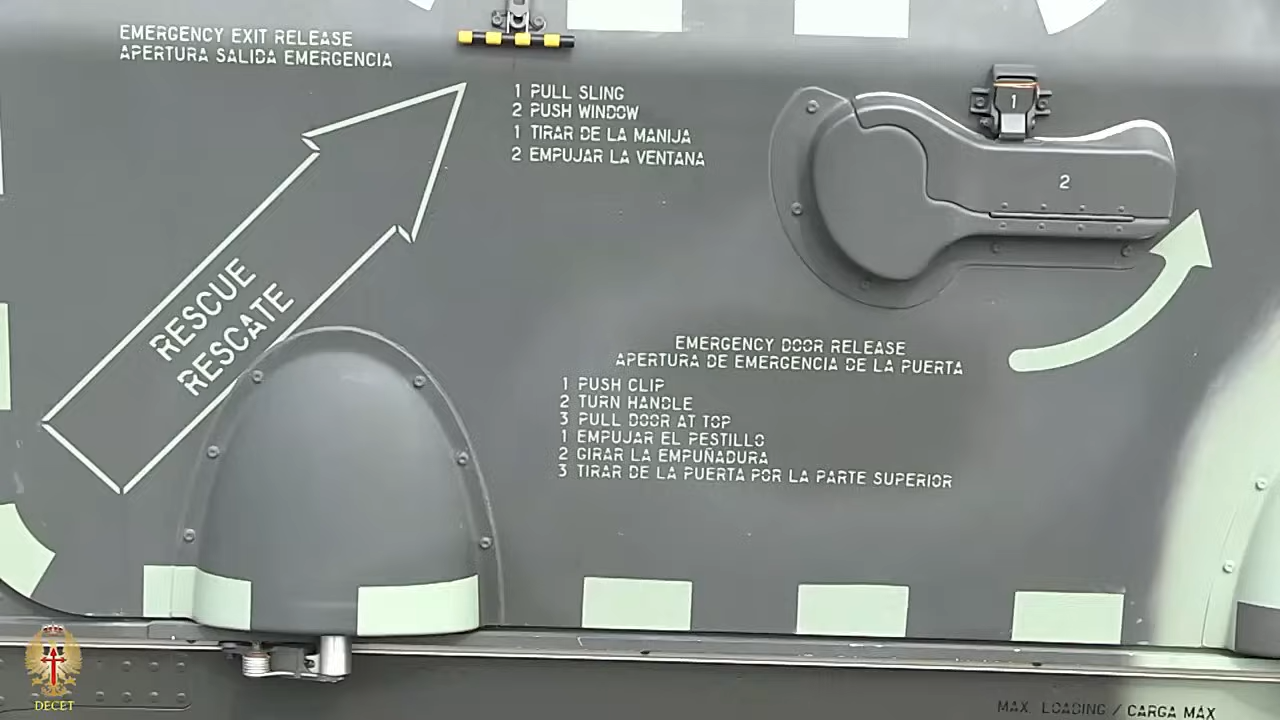 EMERGENCY EXIT RELEASE
APERTURA SALIDA EMERGENCIA
1 PULL SLING
2 PUSH WINDOW
1 TIRAR DE LA MANIJA
2 EMPUJAR LA VENTANA
1
2
RESCUE
RESCATE
EMERGENCY DOOR RELEASE
APERTURA DE EMERGENCIA DE LA PUERTA
1 PUSH CLIP
2 TURN HANDLE
3 PULL DOOR AT TOP
1 EMPUJAR EL PESTILLO
2 GIRAR LA EMPUÑADURA
3 TIRAR DE LA PUERTA POR LA PARTE SUPERIOR
DECET
MAX. LOADING / CARGA MAX